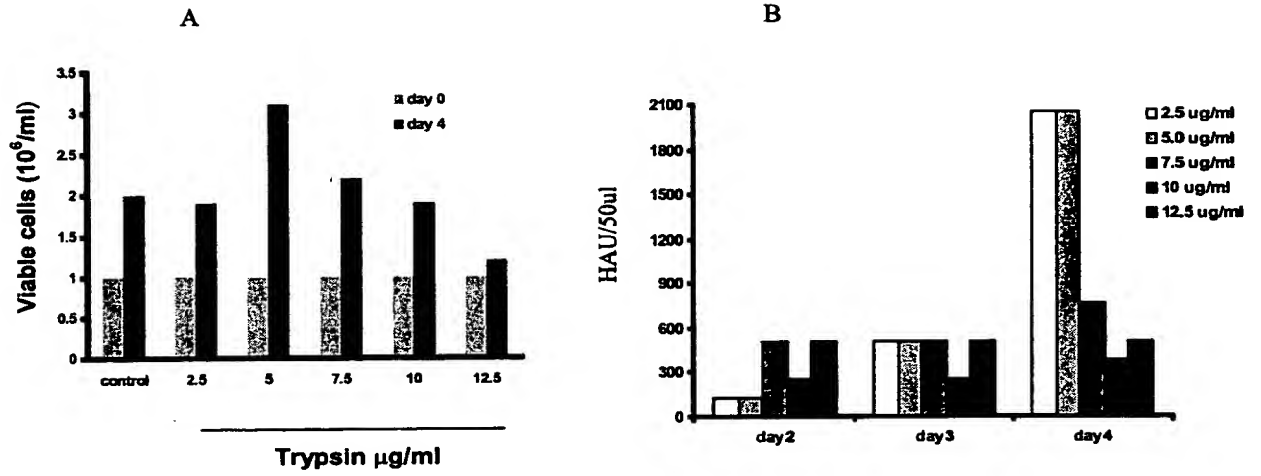 A
Viable cells (10⁶/ml)
3.5
3
2.5
2
1.5
1
0.5
0
day 0
day 4
control 2.5 5 7.5 10 12.5
Trypsin µg/ml
B
HAU/50ul
2100
1800
1500
1200
900
600
300
0
2.5 ug/ml
5.0 ug/ml
7.5 ug/ml
10 ug/ml
12.5 ug/ml
day2 day3 day4